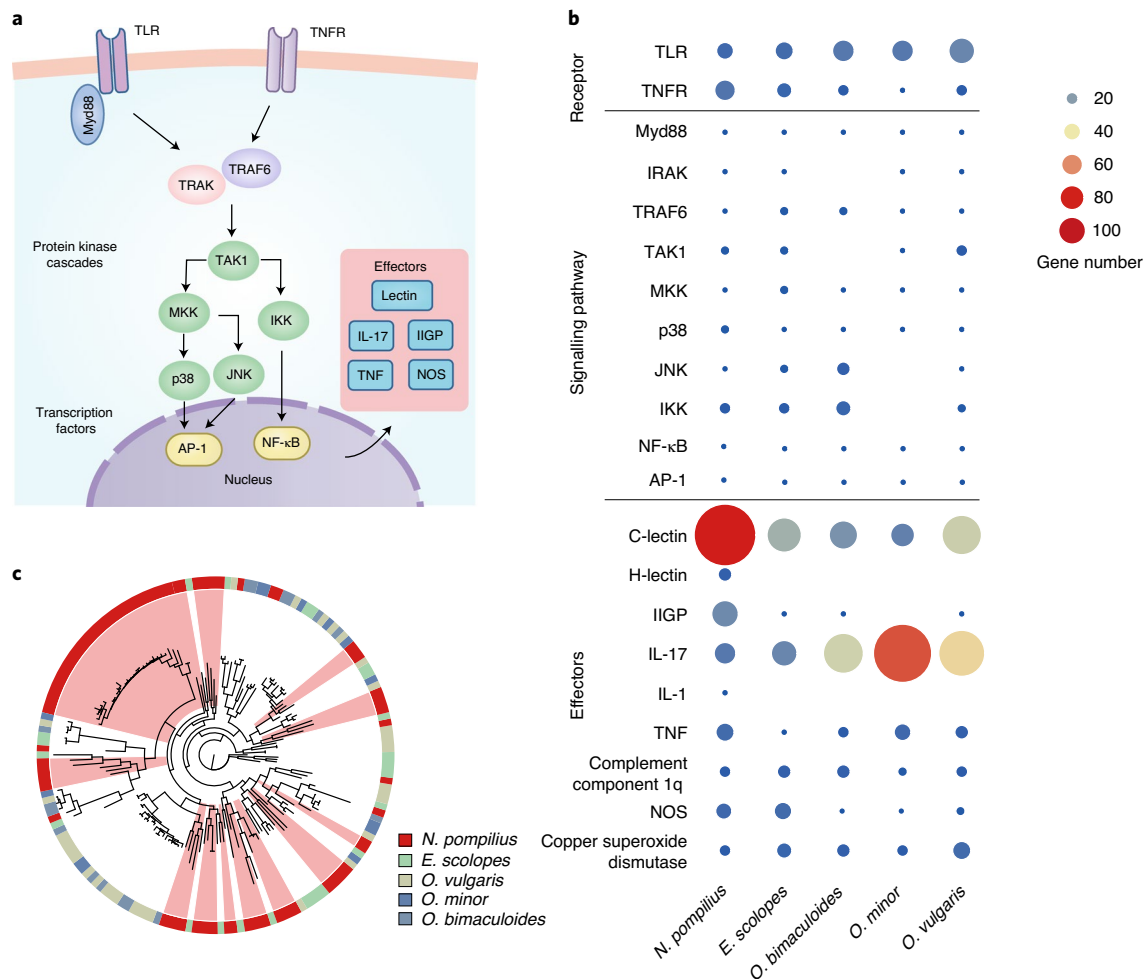 a
TLR
TNFR
Myd88
TRAF6
TRAK
Protein kinase
cascades
TAK1
MKK
IKK
p38
JNK
Effectors
Lectin
IL-17
IIGP
TNF
NOS
Transcription
factors
AP-1
NF-κB
Nucleus
b
Receptor
TLR
TNFR
Signalling pathway
Myd88
IRAK
TRAF6
TAK1
MKK
p38
JNK
IKK
NF-κB
AP-1
Effectors
C-lectin
H-lectin
IIGP
IL-17
IL-1
TNF
Complement
component 1q
NOS
Copper superoxide
dismutase
N. pompilius
E. scolopes
O. bimaculoides
O. minor
O. vulgaris
20
40
60
80
100
Gene number
c
N. pompilius
E. scolopes
O. vulgaris
O. minor
O. bimaculoides